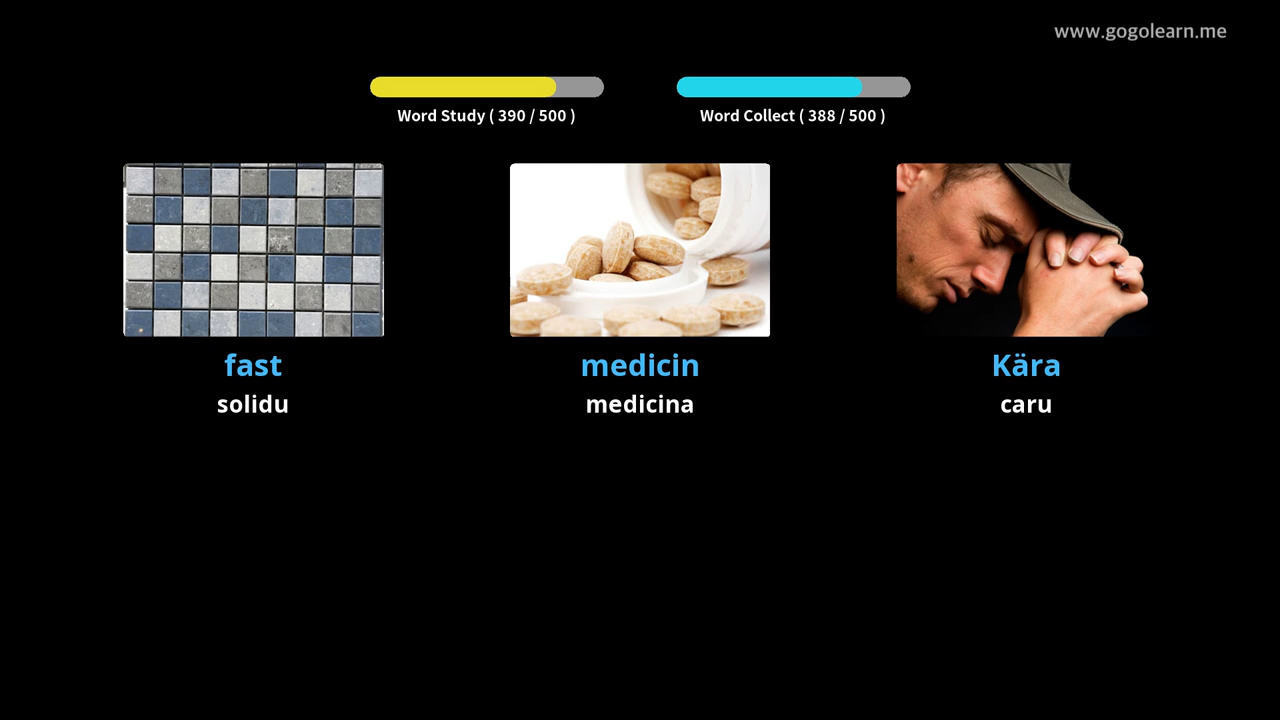 www.gogolearn.me
Word Study ( 390 / 500 )
Word Collect ( 388 / 500 )
fast
solidu
medicin
medicina
Kära
caru